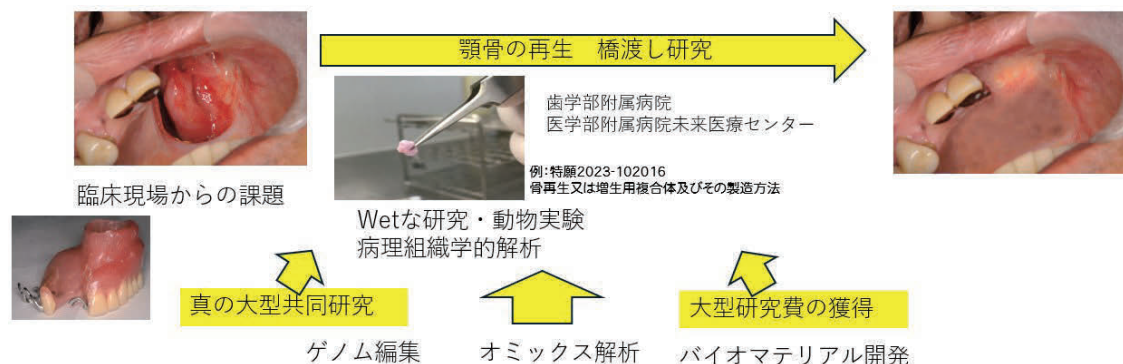 顎骨の再生　橋渡し研究
歯学部附属病院
医学部附属病院未来医療センター
例:特願2023-102016
骨再生又は増生用複合体及びその製造方法
臨床現場からの課題
Wetな研究・動物実験
病理組織学的解析
真の大型共同研究
大型研究費の獲得
ゲノム編集
オミックス解析
バイオマテリアル開発